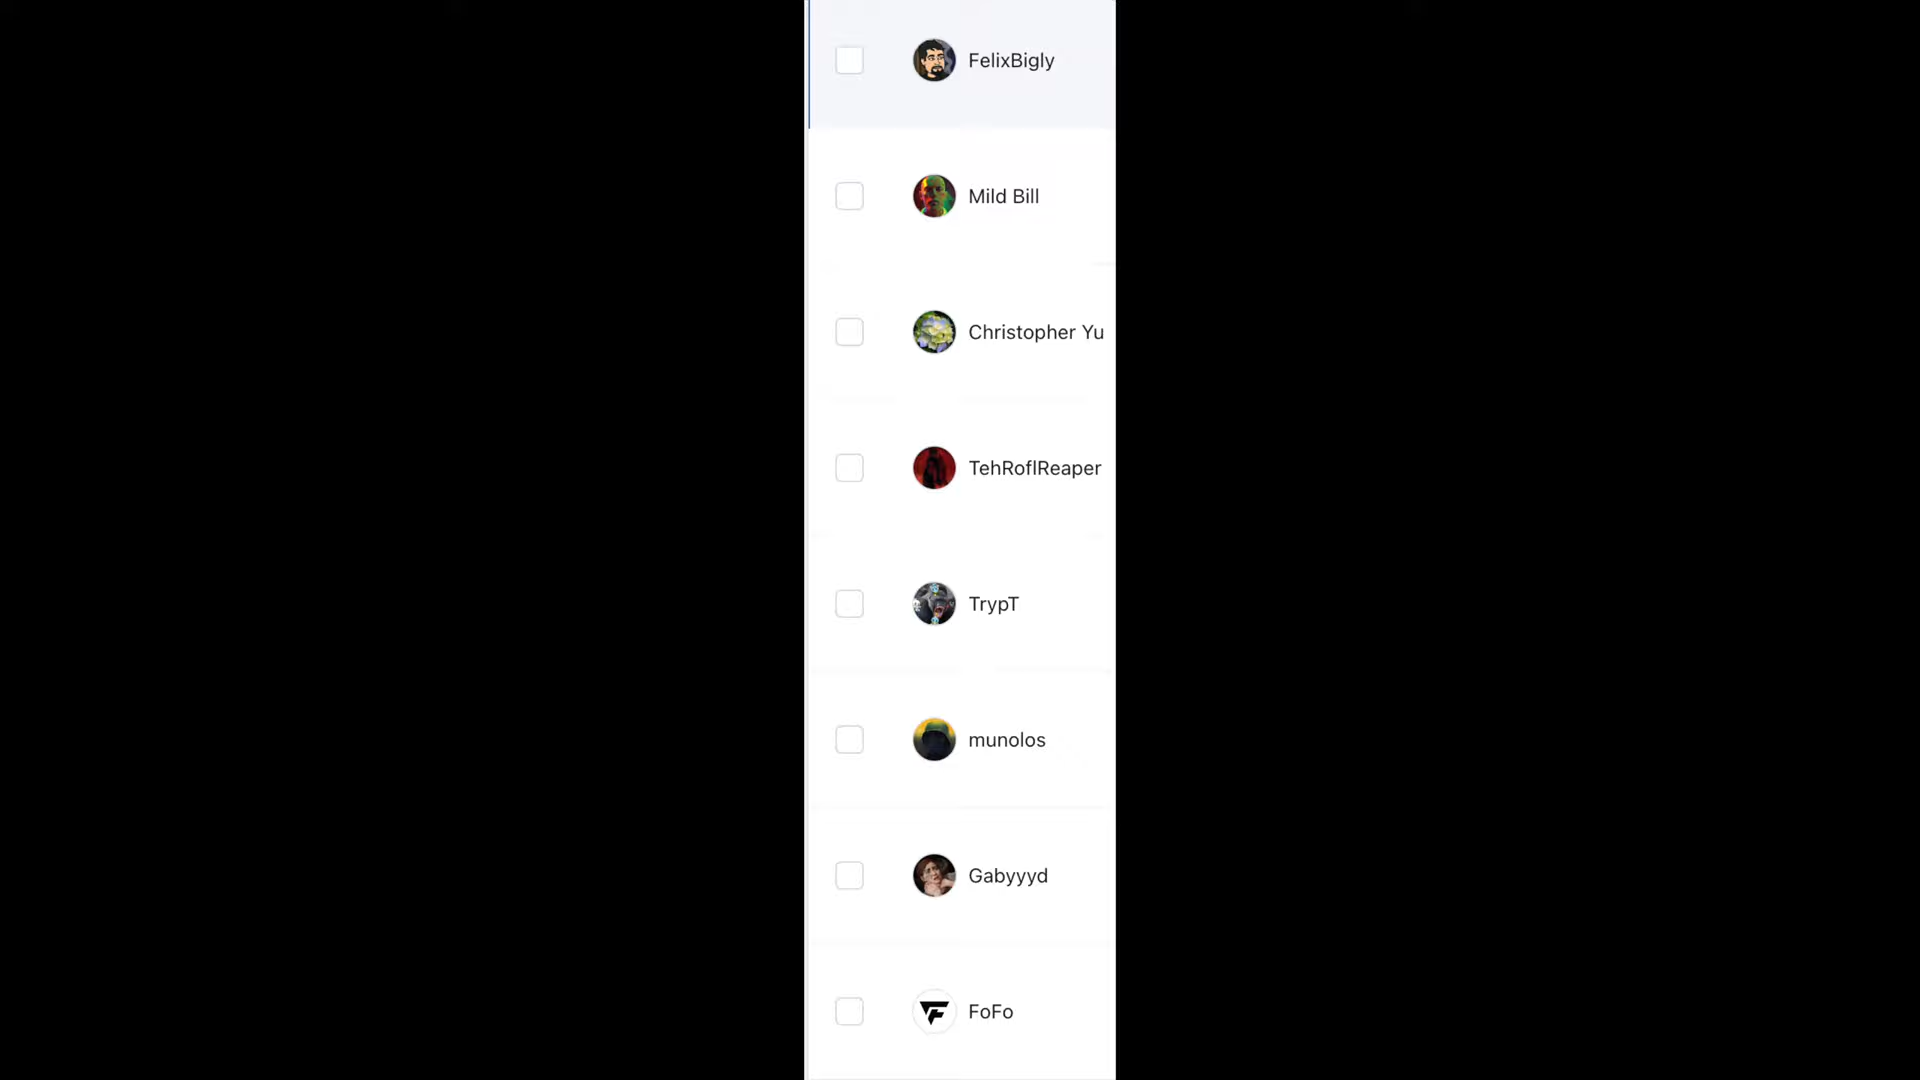 FelixBigly
Mild Bill
Christopher Yu
TehRoflReaper
TrypT
munolos
Gabyyyd
FoFo